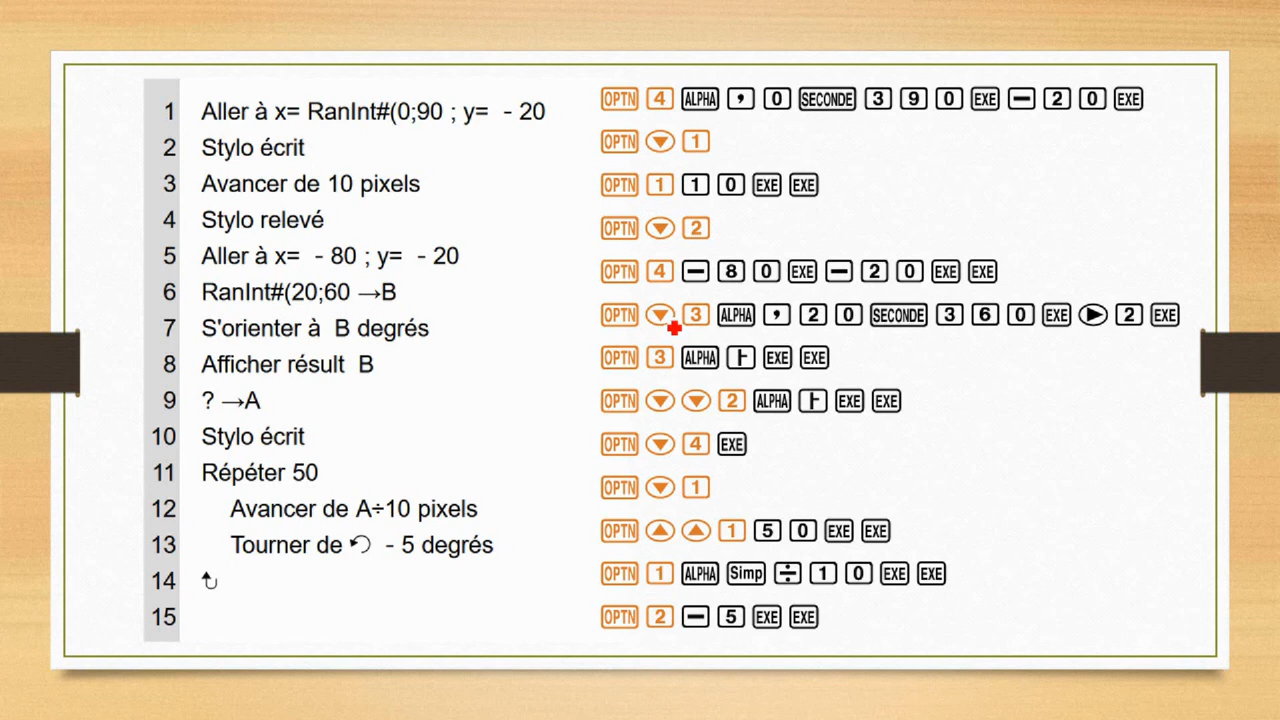 1 Aller à x= RanInt#(0;90 ; y= - 20 OPTN 4 ALPHA , 0 SECONDE 3 9 0 EXE - 2 0 EXE
2 Stylo écrit OPTN ▼ 1
3 Avancer de 10 pixels OPTN 1 1 0 EXE EXE
4 Stylo relevé OPTN ▼ 2
5 Aller à x= - 80 ; y= - 20 OPTN 4 - 8 0 EXE - 2 0 EXE EXE
6 RanInt#(20;60 →B OPTN ▼ 3 ALPHA , 2 0 SECONDE 3 6 0 EXE ▶ 2 EXE
7 S'orienter à B degrés OPTN 3 ALPHA ├ EXE EXE
8 Afficher résult B OPTN ▼ ▼ 2 ALPHA ├ EXE EXE
9 ? →A OPTN ▼ 4 EXE
10 Stylo écrit OPTN ▼ 1
11 Répéter 50 OPTN ▲ ▲ 1 5 0 EXE EXE
12 Avancer de A÷10 pixels OPTN 1 ALPHA Simp ÷ 1 0 EXE EXE
13 Tourner de ↶ - 5 degrés OPTN 2 - 5 EXE EXE
14 ↻
15